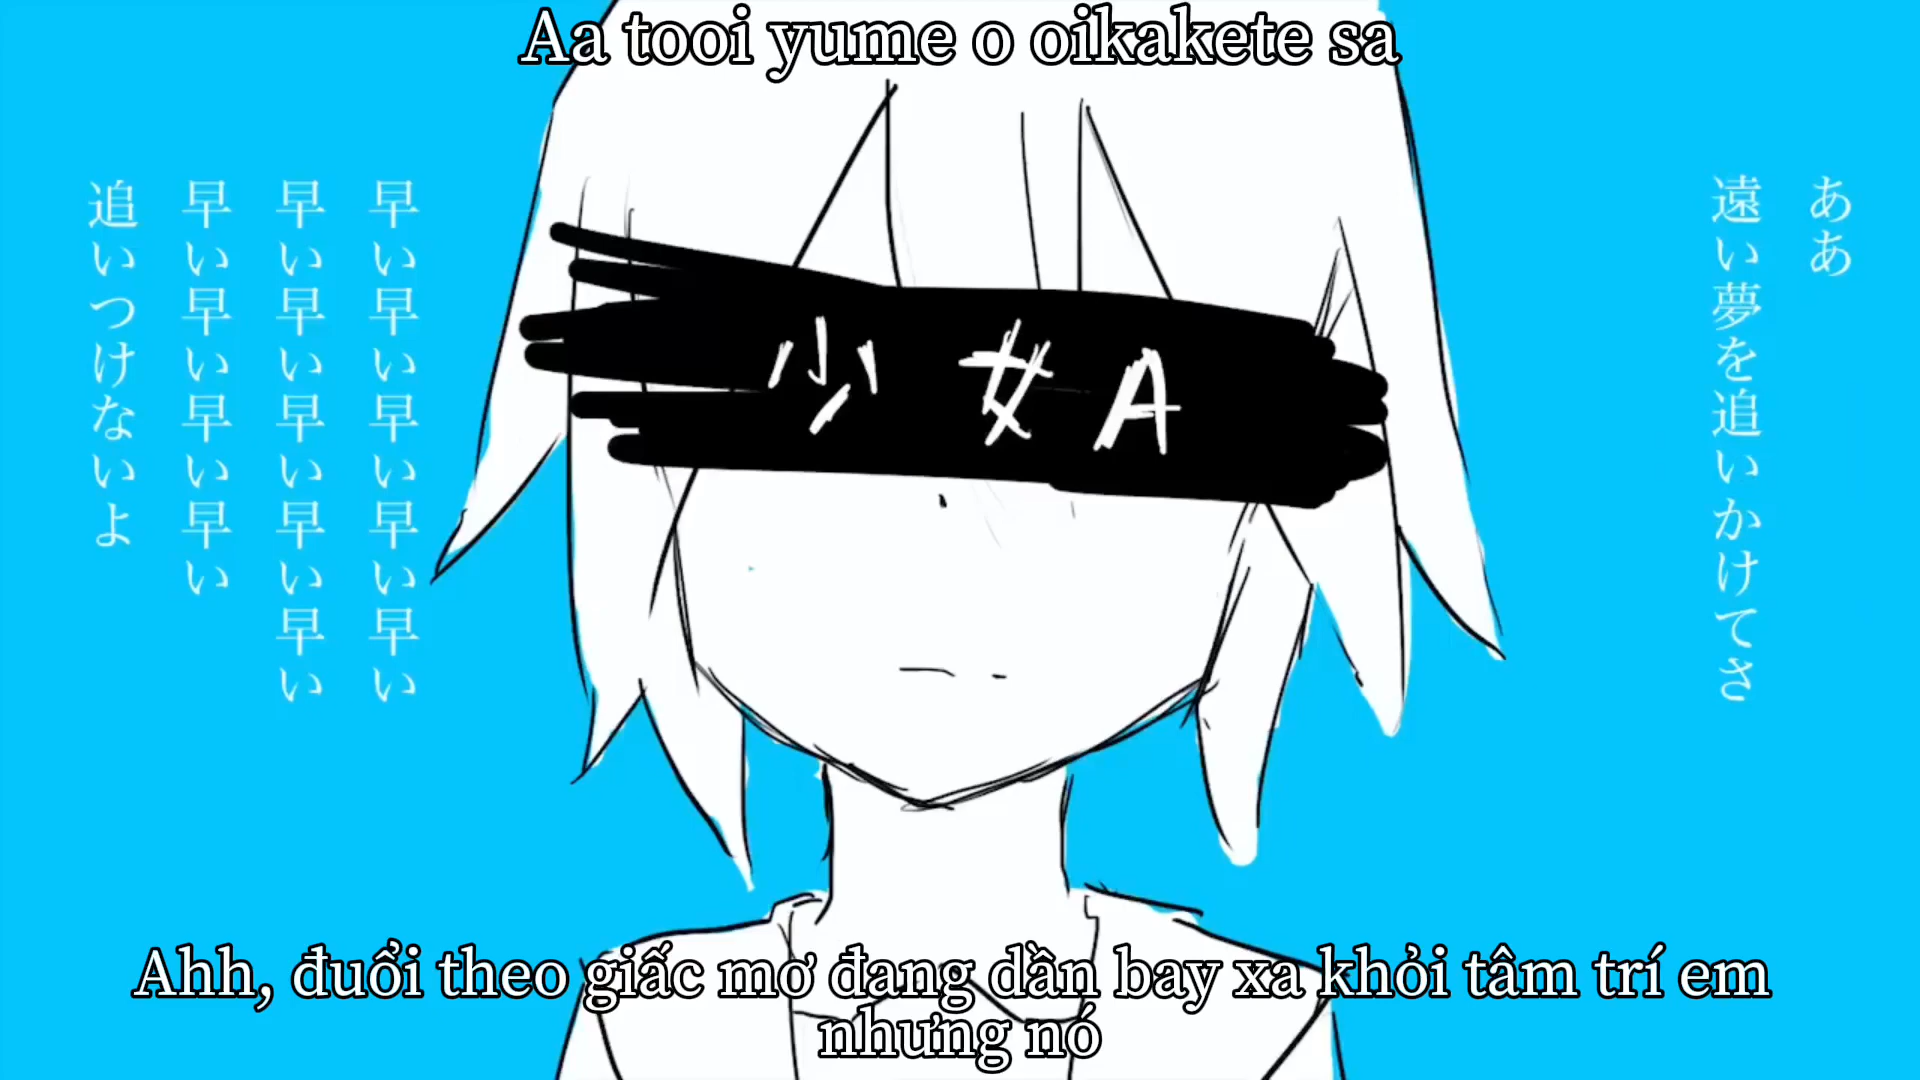 Aa tooi yume o oikakete sa
ああ
遠い夢を追いかけてさ
少女A
早い早い早い早い早い
早い早い早い早い早い
早い早い早い早い
追いつけないよ
Ahh, đuổi theo giấc mơ đang dần bay xa khỏi tâm trí em
nhưng nó